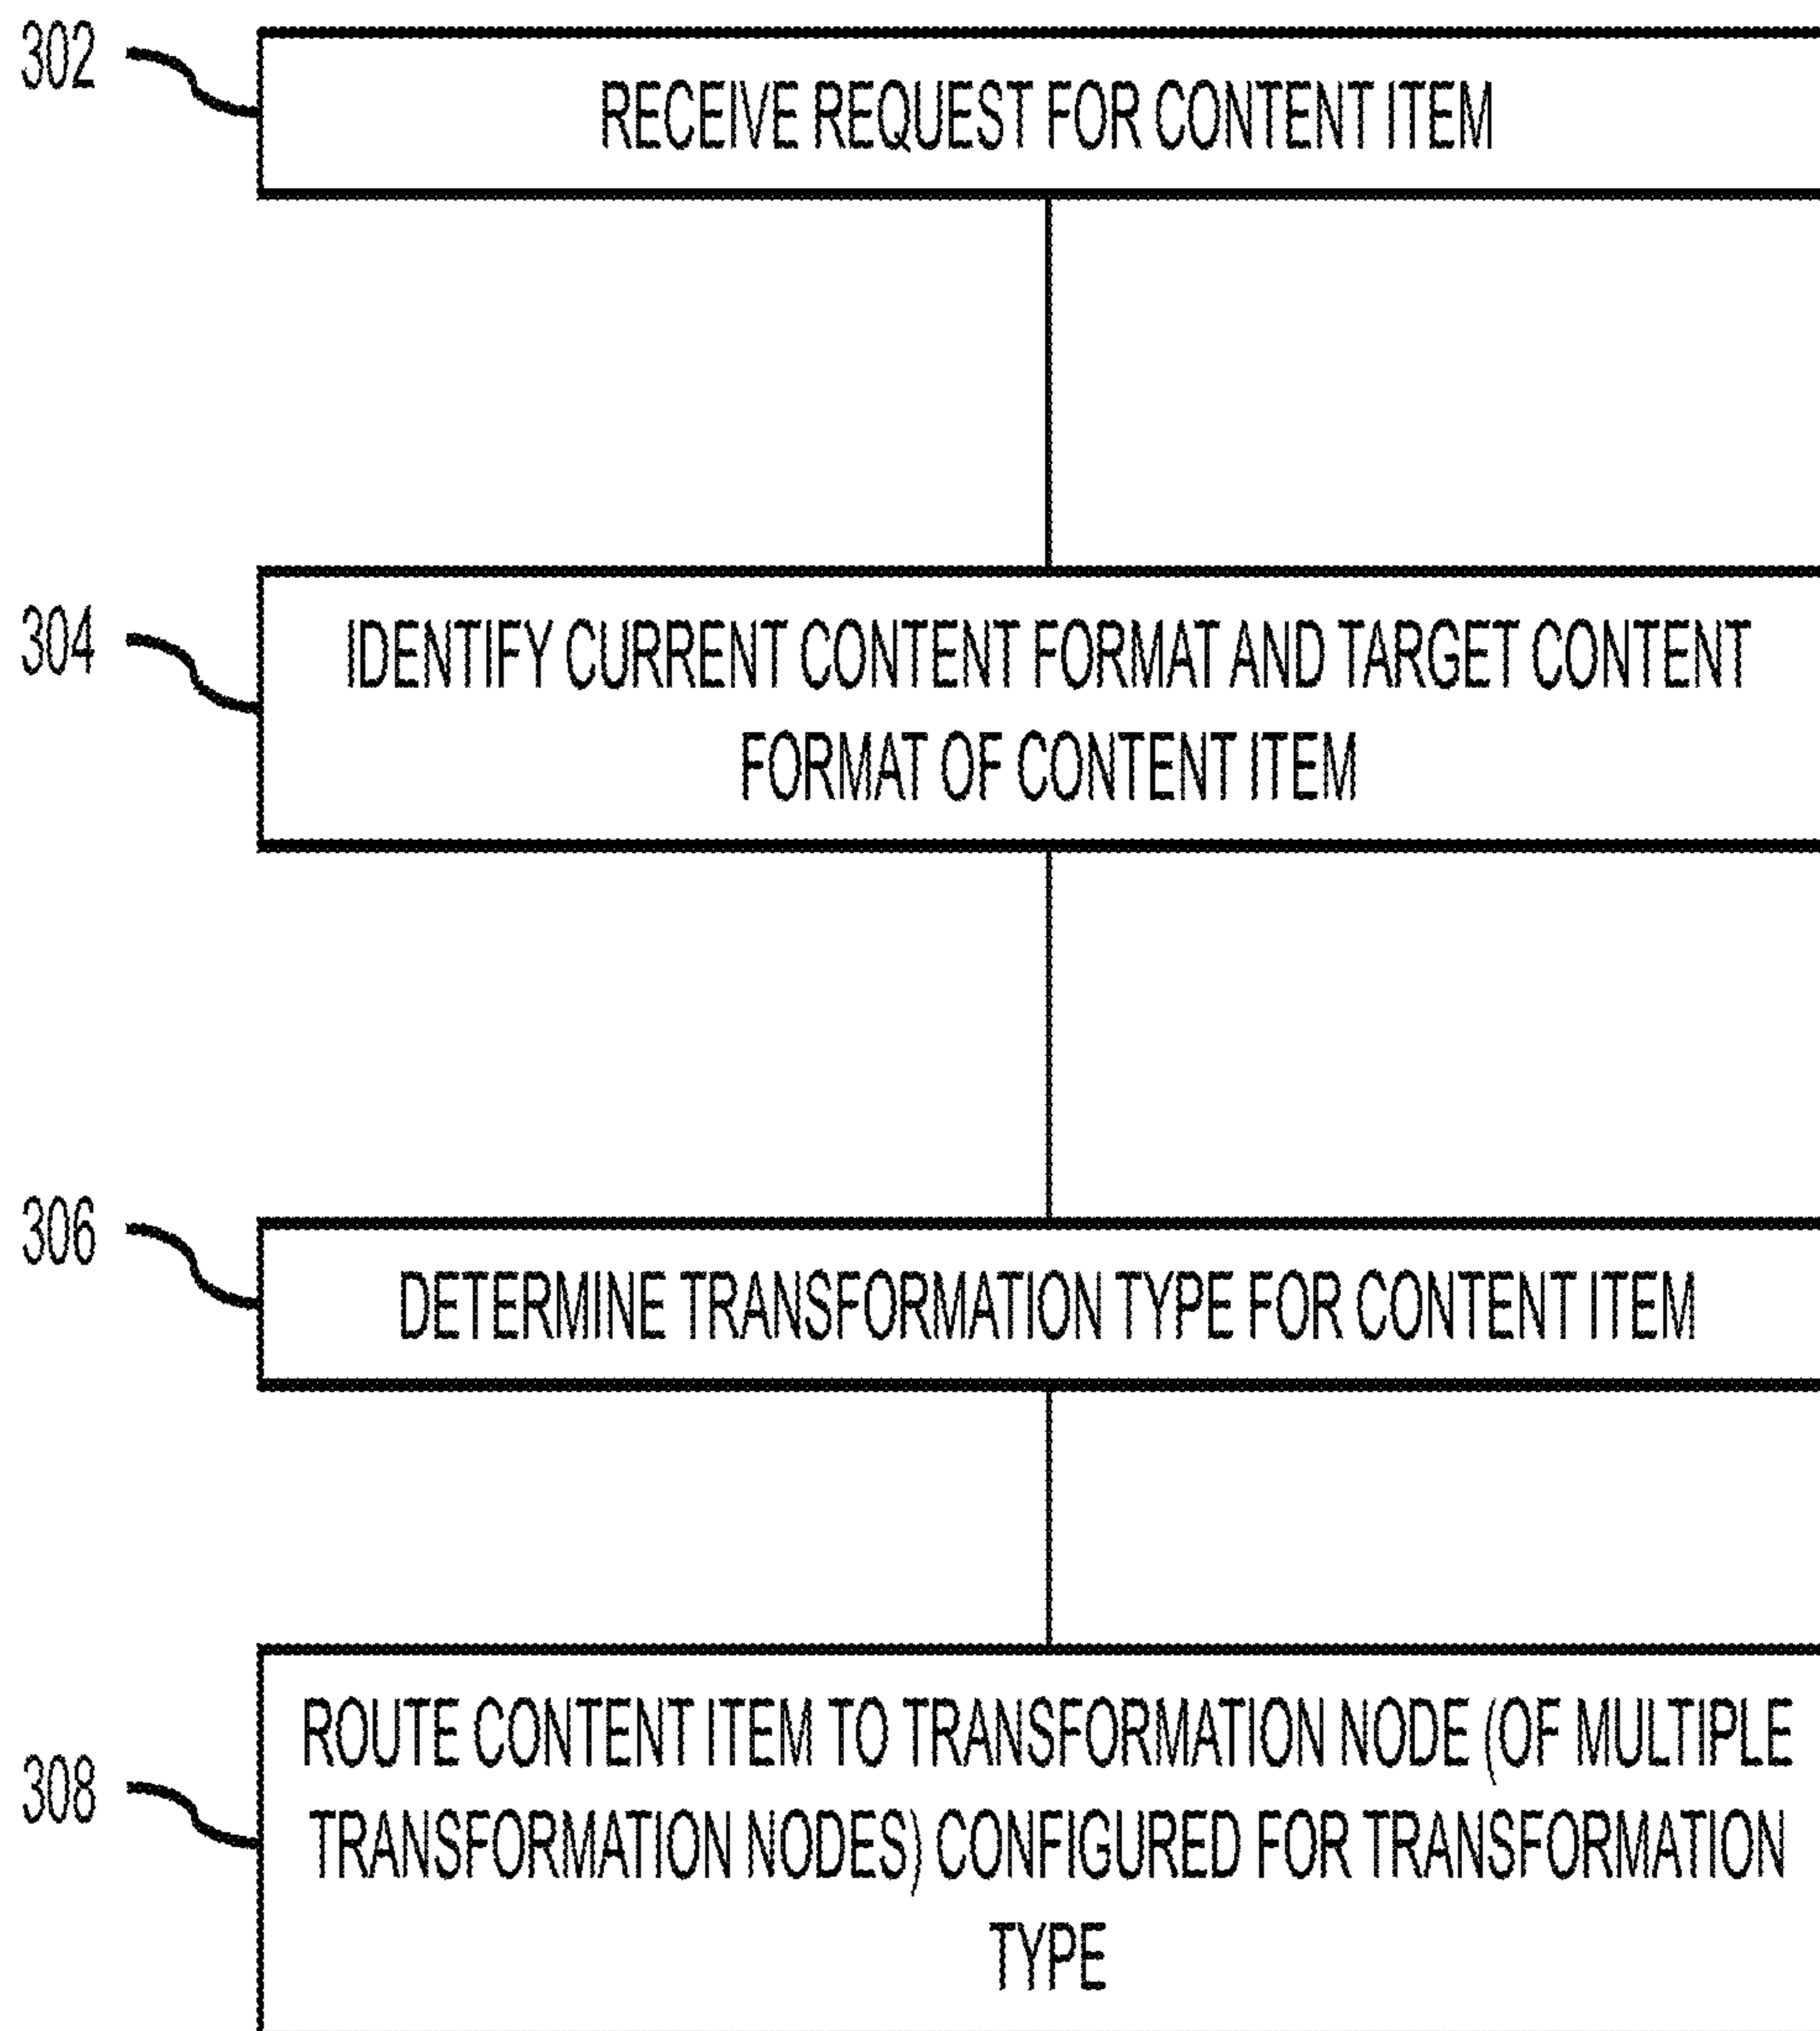 302
RECEIVE REQUEST FOR CONTENT ITEM
304
IDENTIFY CURRENT CONTENT FORMAT AND TARGET CONTENT
FORMAT OF CONTENT ITEM
306
DETERMINE TRANSFORMATION TYPE FOR CONTENT ITEM
308
ROUTE CONTENT ITEM TO TRANSFORMATION NODE (OF MULTIPLE
TRANSFORMATION NODES) CONFIGURED FOR TRANSFORMATION
TYPE